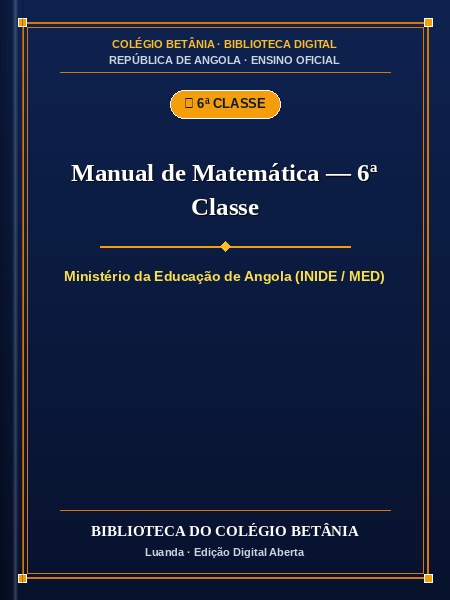 COLÉGIO BETÂNIA · BIBLIOTECA DIGITAL
REPÚBLICA DE ANGOLA · ENSINO OFICIAL
6ª CLASSE
Manual de Matemática — 6ª
Classe
Ministério da Educação de Angola (INIDE / MED)
BIBLIOTECA DO COLÉGIO BETÂNIA
Luanda · Edição Digital Aberta